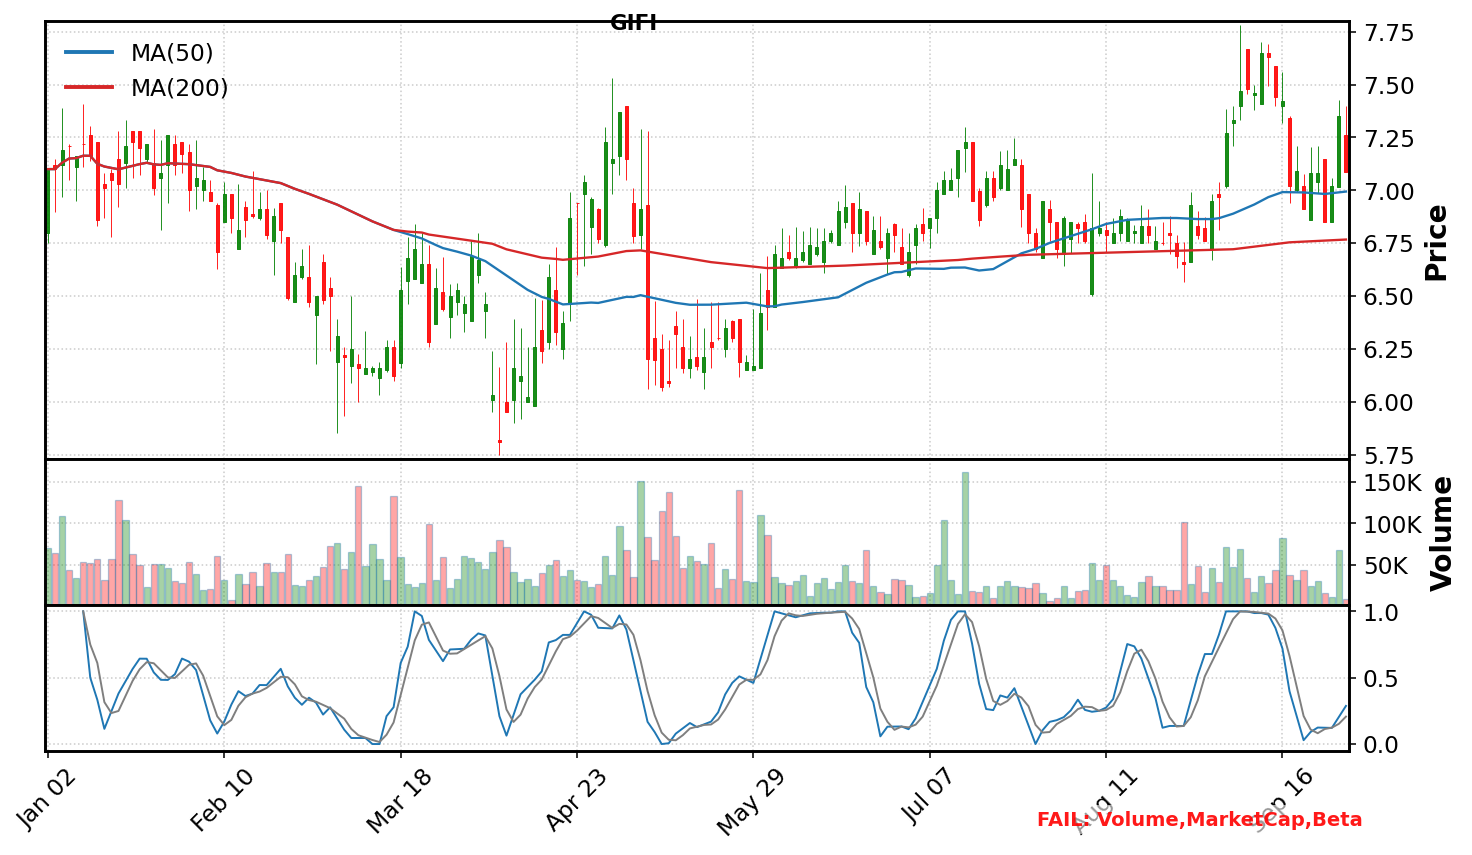 GIFI
MA(50)
MA(200)
7.75
7.50
7.25
7.00
6.75
6.50
6.25
6.00
5.75
Price
150K
100K
50K
Volume
1.0
0.5
0.0
Jan 02
Feb 10
Mar 18
Apr 23
May 29
Jul 07
Aug 11
Sep 16
FAIL: Volume,MarketCap,Beta